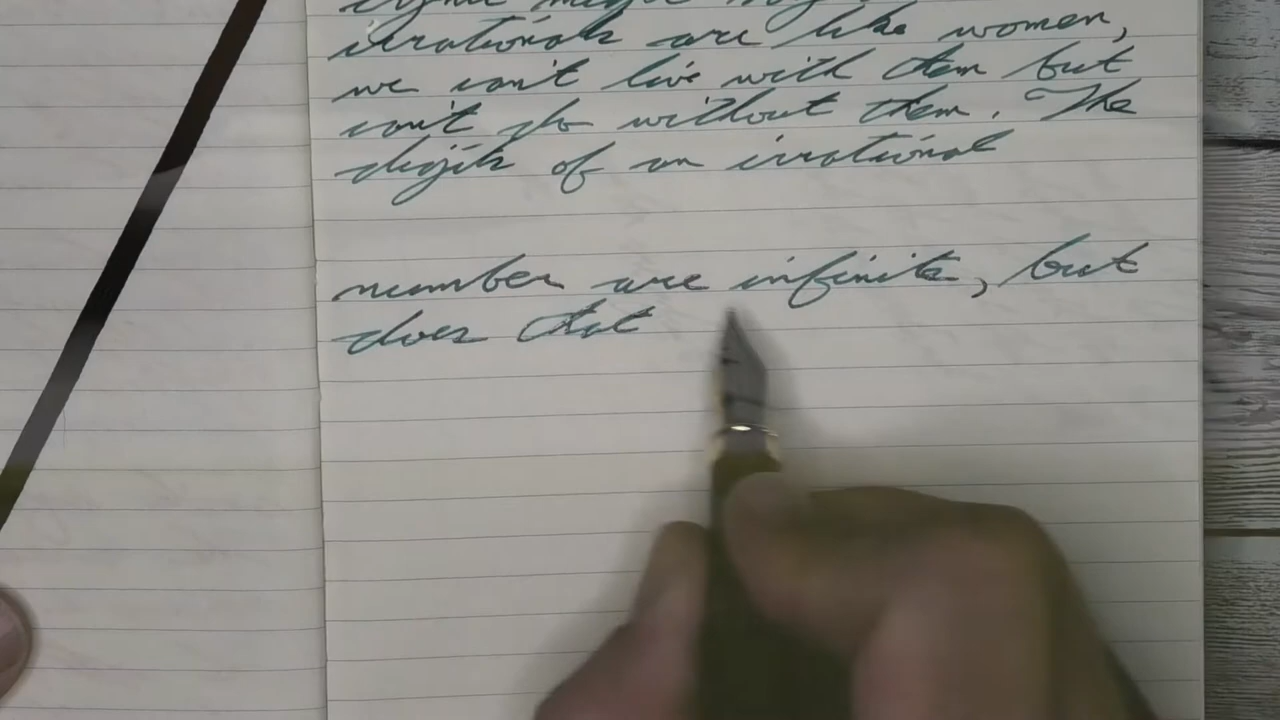 irrationals are like women,
we can't live with them but
can't do without them. The
digits of an irrational
number are infinite, but
does that